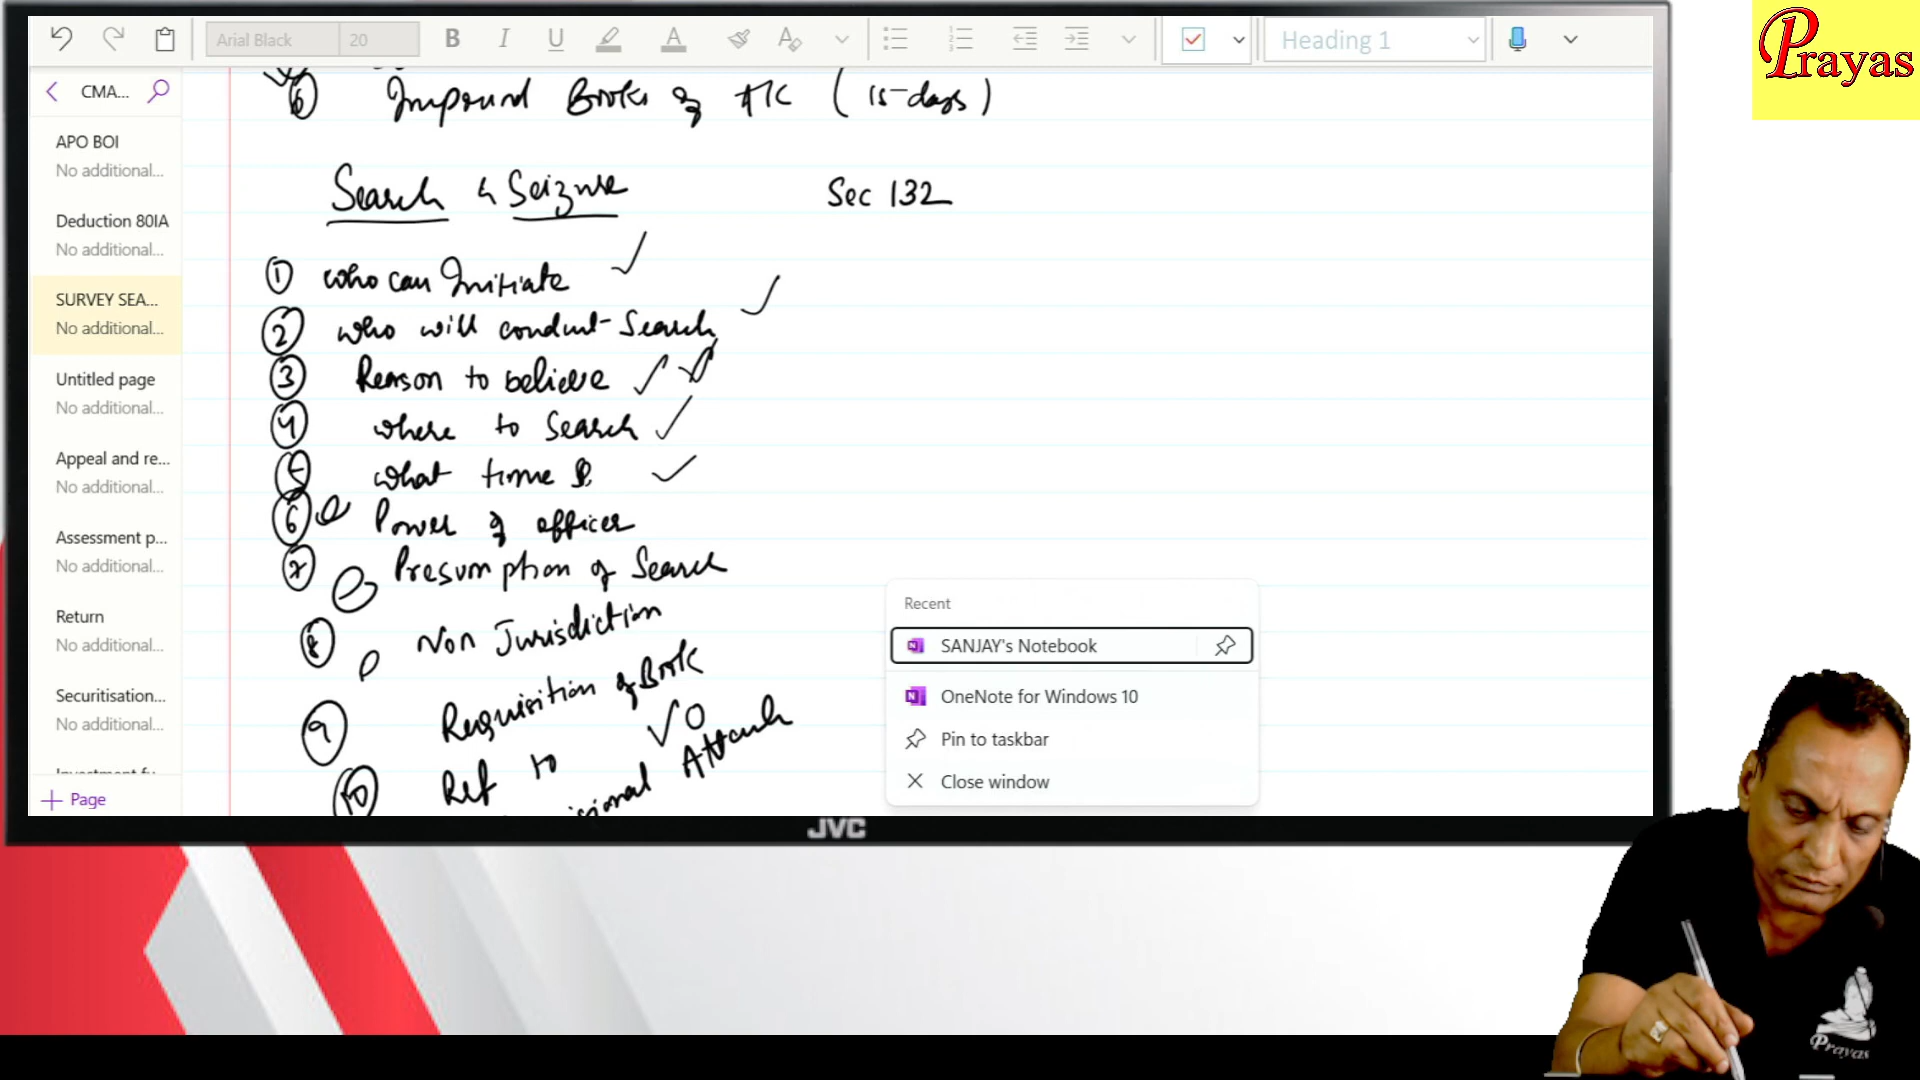 Arial Black 20 B I U A Heading 1
Prayas
CMA...
APO BOI
No additional...
Deduction 80IA
No additional...
SURVEY SEA...
No additional...
Untitled page
No additional...
Appeal and re...
No additional...
Assessment p...
No additional...
Return
No additional...
Securitisation...
No additional...
+ Page
6 Impound Books of A/C (15-days)
Search & Seizure Sec 132
1 who can Initiate
2 who will conduct Search
3 Reason to believe
4 where to Search
5 what time
6 Power of officer
7 Presumption of Search
8 Non Jurisdiction
9 Requisition of Book
10 Ref to
Attach
Recent
SANJAY's Notebook
OneNote for Windows 10
Pin to taskbar
Close window
JVC
Prayas